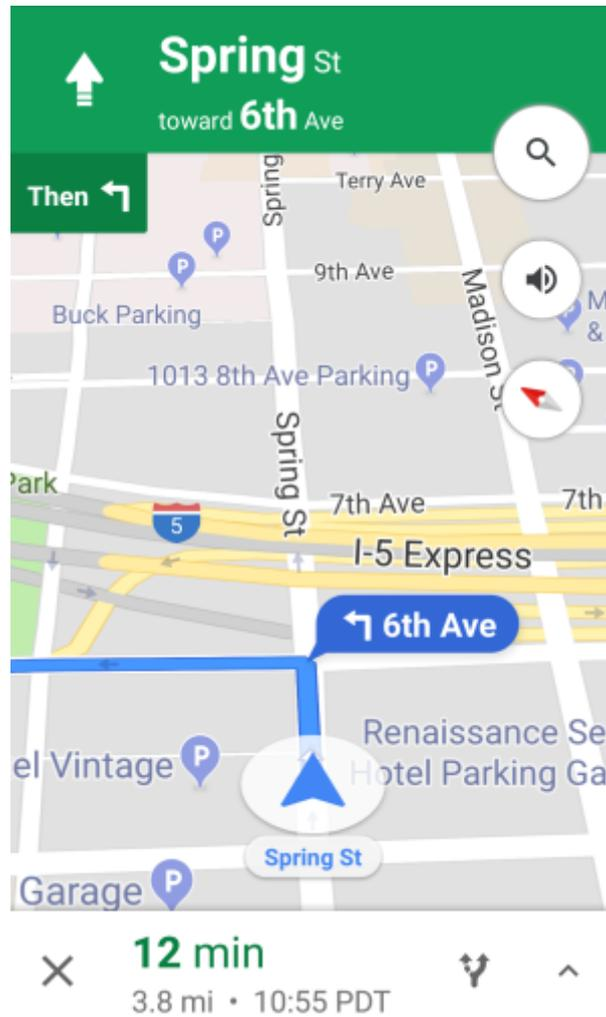 Spring St
toward 6th Ave
Then
Spring
Terry Ave
9th Ave
Madison St
M
&
Buck Parking
1013 8th Ave Parking
Spring St
Park
7th Ave
7th
5
I-5 Express
6th Ave
Renaissance Se
Hotel Parking Ga
el Vintage
Spring St
Garage
12 min
3.8 mi • 10:55 PDT